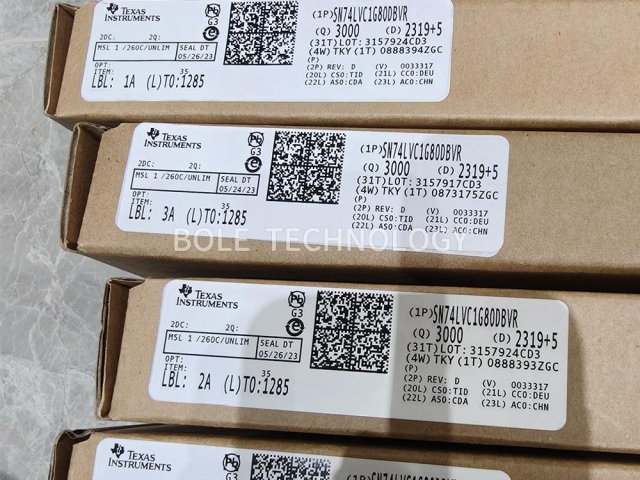 TEXAS
INSTRUMENTS
G3
2DC: 2Q:
MSL 1 /260C/UNLIM
SEAL DT
05/26/23
OPT:
ITEM:
35
LBL: 1A (L)TO:1285
(1P)SN74LVC1G80DBVR
(Q) 3000 (D) 2319+5
(31T)LOT: 3157924CD3
(4W) TKY (1T) 0888394ZGC
(P)
(2P) REV: D (V) 0033317
(20L) CSO:TID (21L) CCO:DEU
(22L) ASO:CDA (23L) ACO:CHN
TEXAS
INSTRUMENTS
Pb
G3
e
2DC: 2Q:
MSL 1 /260C/UNLIM
SEAL DT
05/24/23
OPT:
ITEM:
35
LBL: 3A (L)TO:1285
(1P)SN74LVC1G80DBVR
(Q) 3000 (D) 2319+5
(31T)LOT: 3157917CD3
(4W) TKY (1T) 0873175ZGC
(P)
(2P) REV: D (V) 0033317
(20L) CSO:TID (21L) CCO:DEU
(22L) ASO:CDA (23L) ACO:CHN
BOLE TECHNOLOGY
TEXAS
INSTRUMENTS
Pb
G3
e
2DC: 2Q:
MSL 1 /260C/UNLIM
SEAL DT
05/26/23
OPT:
ITEM:
35
LBL: 2A (L)TO:1285
(1P)SN74LVC1G80DBVR
(Q) 3000 (D) 2319+5
(31T)LOT: 3157924CD3
(4W) TKY (1T) 0888393ZGC
(P)
(2P) REV: D (V) 0033317
(20L) CSO:TID (21L) CCO:DEU
(22L) ASO:CDA (23L) ACO:CHN
TEXAS
INSTRUMENTS
Pb
G3
(1P)SN74LVC1G80DBVR